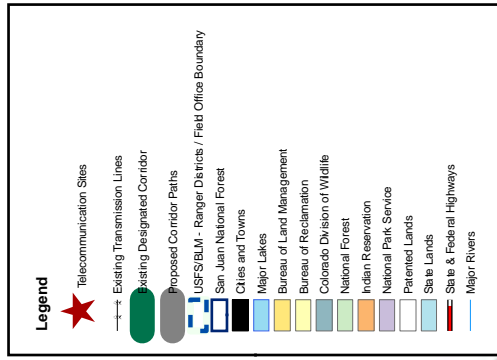 Legend
Telecommunication Sites
Existing Transmission Lines
Existing Designated Corridor
Proposed Corridor Paths
USFS/BLM - Ranger Districts / Field Office Boundary
San Juan National Forest
Cities and Towns
Major Lakes
Bureau of Land Management
Bureau of Reclamation
Colorado Division of Wildlife
National Forest
Indian Reservation
National Park Service
Patented Lands
State Lands
State & Federal Highways
Major Rivers